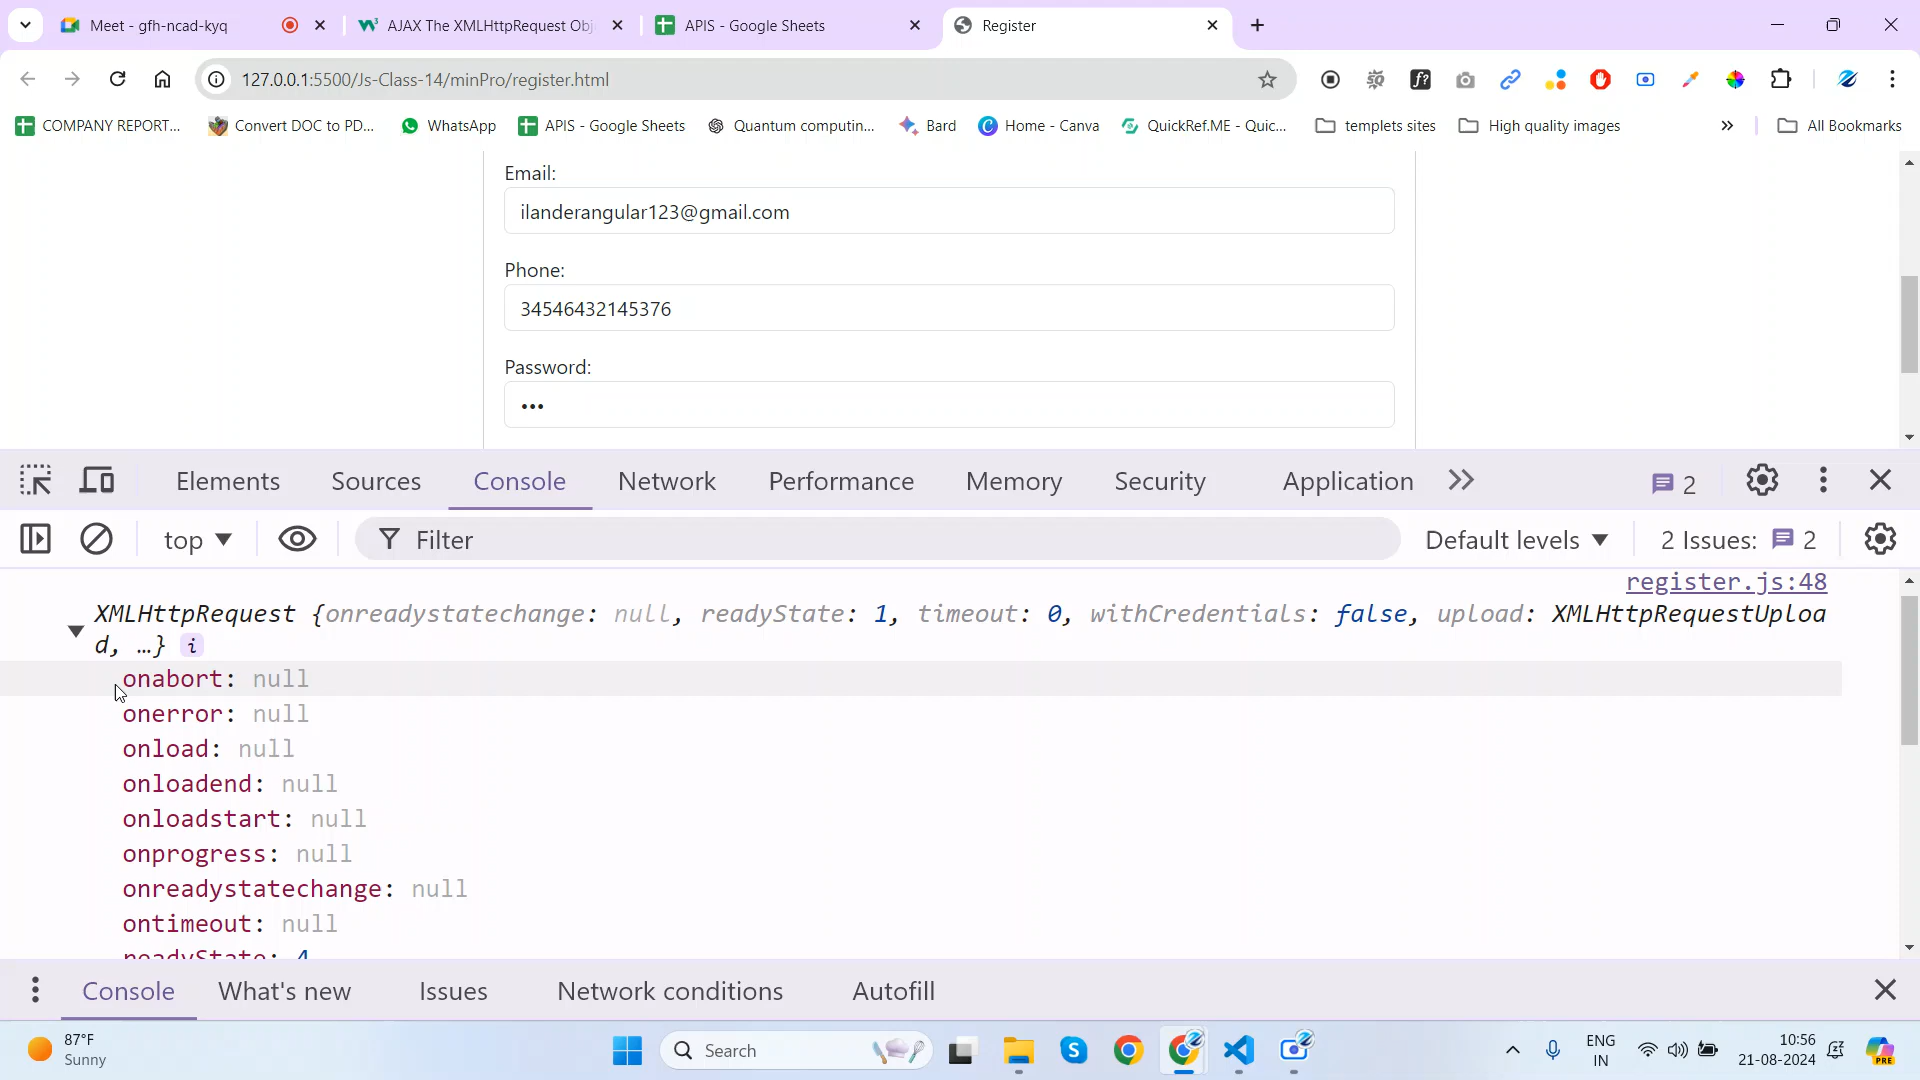 Meet - gfh-ncad-kyq
AJAX The XMLHttpRequest Obj
APIS - Google Sheets
Register
127.0.0.1:5500/Js-Class-14/minPro/register.html
COMPANY REPORT...
Convert DOC to PD...
WhatsApp
APIS - Google Sheets
Quantum computin...
Bard
Home - Canva
QuickRef.ME - Quic...
templets sites
High quality images
All Bookmarks
Email:
ilanderangular123@gmail.com
Phone:
34546432145376
Password:
•••
Elements Sources Console Network Performance Memory Security Application 2
top Filter Default levels 2 Issues: 2
register.js:48
XMLHttpRequest {onreadystatechange: null, readyState: 1, timeout: 0, withCredentials: false, upload: XMLHttpRequestUploa
d, …} i
onabort: null
onerror: null
onload: null
onloadend: null
onloadstart: null
onprogress: null
onreadystatechange: null
ontimeout: null
readyState: 4
Console What's new Issues Network conditions Autofill
87°F
Sunny
Search
ENG
IN
10:56
21-08-2024
PRE